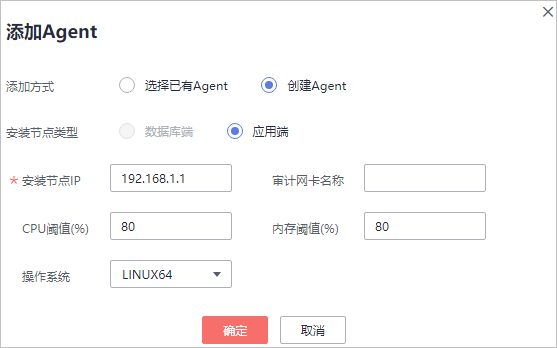 添加Agent
添加方式 选择已有Agent 创建Agent
安装节点类型 数据库端 应用端
* 安装节点IP 192.168.1.1 审计网卡名称
CPU阈值(%) 80 内存阈值(%) 80
操作系统 LINUX64
确定 取消